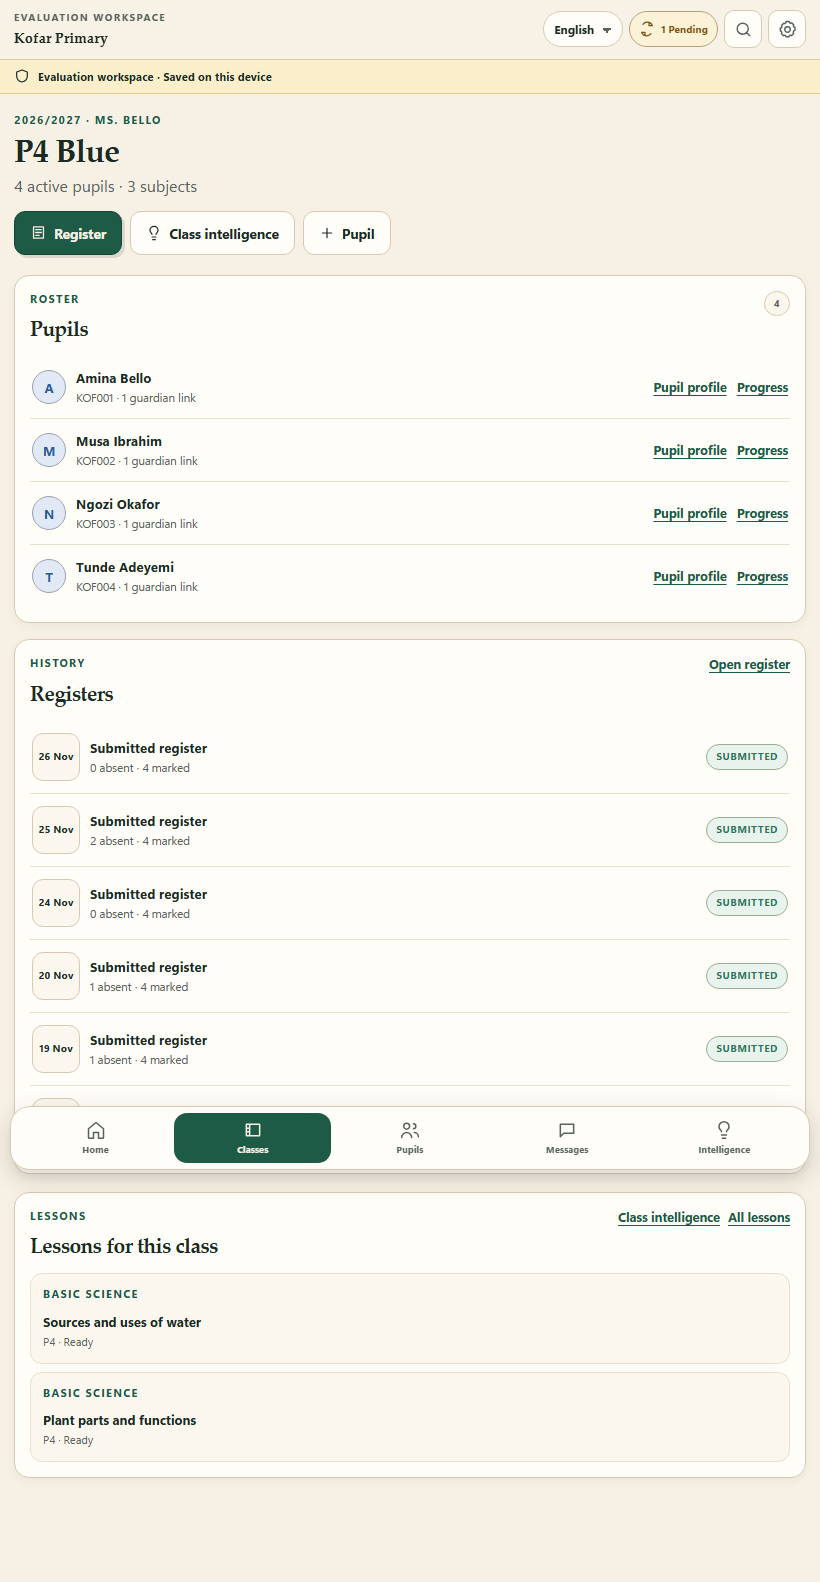 EVALUATION WORKSPACE
Kofar Primary
English
1 Pending
Evaluation workspace · Saved on this device
2026/2027 · MS. BELLO
P4 Blue
4 active pupils · 3 subjects
Register
Class intelligence
Pupil
ROSTER
4
Pupils
A
Amina Bello
KOF001 · 1 guardian link
Pupil profile Progress
M
Musa Ibrahim
KOF002 · 1 guardian link
Pupil profile Progress
N
Ngozi Okafor
KOF003 · 1 guardian link
Pupil profile Progress
T
Tunde Adeyemi
KOF004 · 1 guardian link
Pupil profile Progress
HISTORY
Open register
Registers
26 Nov
Submitted register
0 absent · 4 marked
SUBMITTED
25 Nov
Submitted register
2 absent · 4 marked
SUBMITTED
24 Nov
Submitted register
0 absent · 4 marked
SUBMITTED
20 Nov
Submitted register
1 absent · 4 marked
SUBMITTED
19 Nov
Submitted register
1 absent · 4 marked
SUBMITTED
Home
Classes
Pupils
Messages
Intelligence
LESSONS
Class intelligence All lessons
Lessons for this class
BASIC SCIENCE
Sources and uses of water
P4 · Ready
BASIC SCIENCE
Plant parts and functions
P4 · Ready